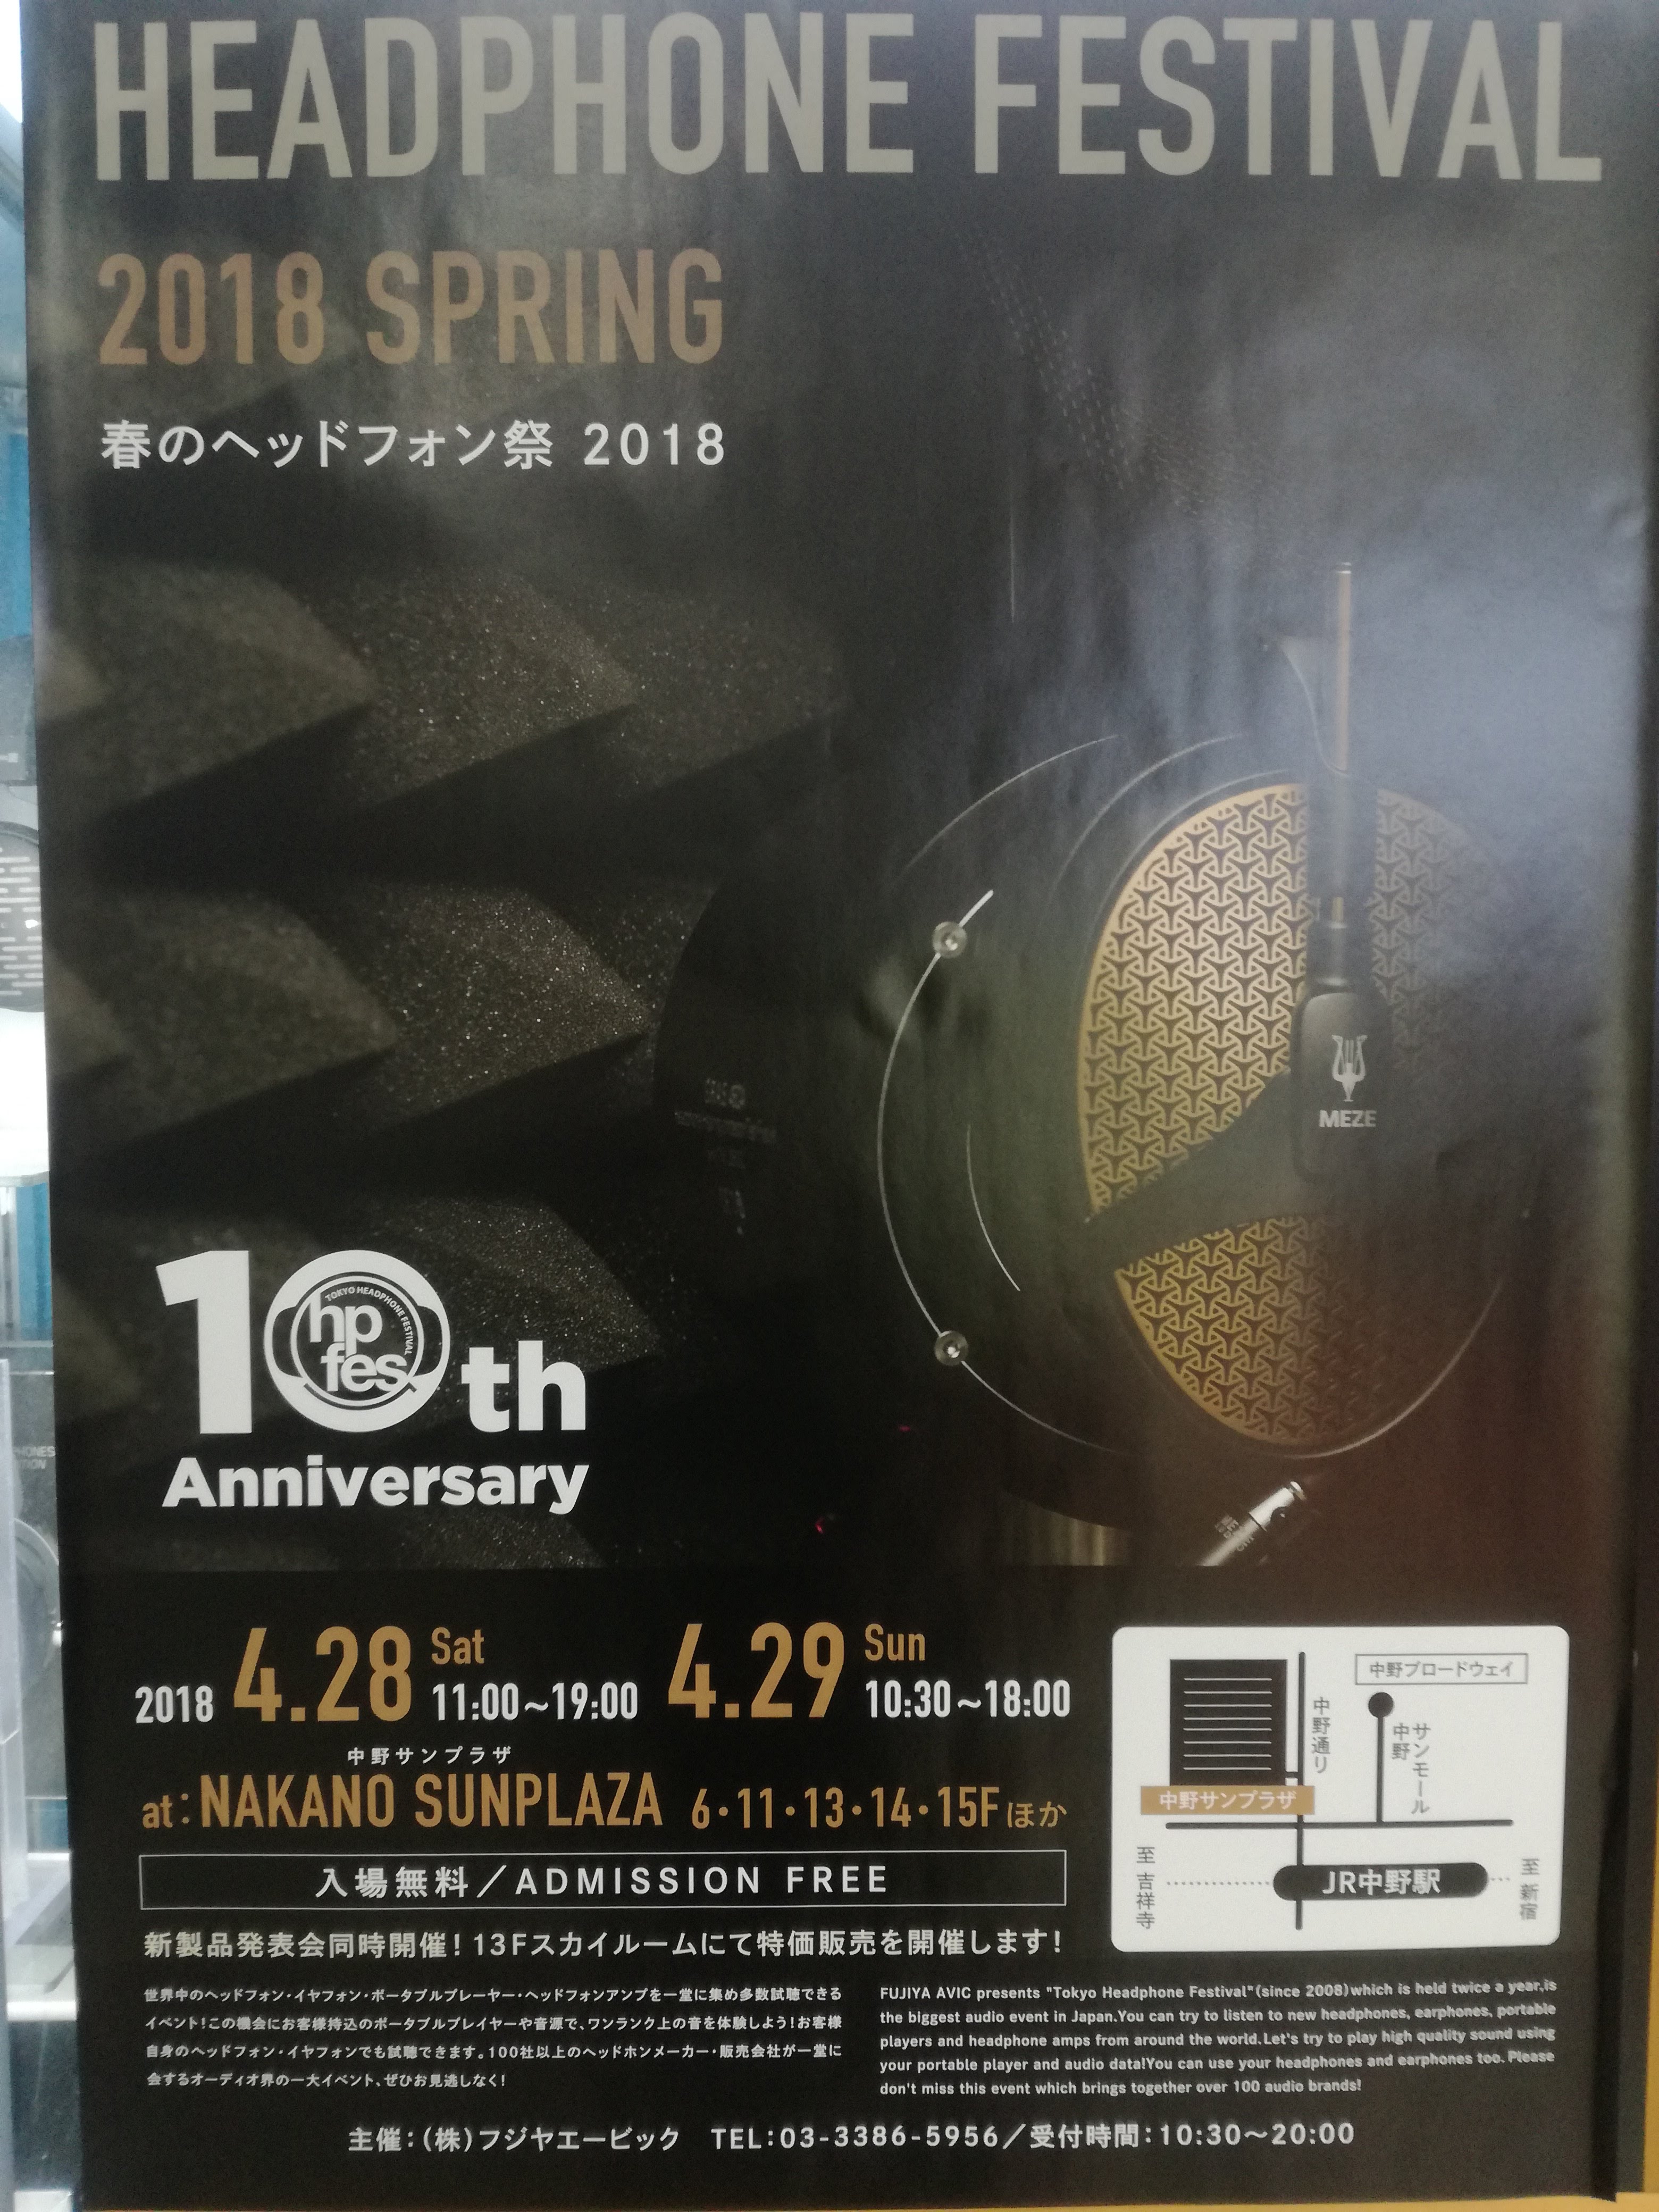 HEADPHONE FESTIVAL
2018 SPRING
春のヘッドフォン祭 2018
MEZE
10th
TOKYO HEADPHONE FESTIVAL
hp
fes
Anniversary
2018 4.28 Sat 11:00~19:00 4.29 Sun 10:30~18:00
中野サンプラザ
at: NAKANO SUNPLAZA 6・11・13・14・15Fほか
入場無料／ADMISSION FREE
新製品発表会同時開催！13Fスカイルームにて特価販売を開催します！
世界中のヘッドフォン・イヤフォン・ポータブルプレーヤー・ヘッドフォンアンプを一堂に集め多数試聴できる
イベント！この機会にお客様持込のポータブルプレイヤーや音源で、ワンランク上の音を体験しよう！お客様
自身のヘッドフォン・イヤフォンでも試聴できます。100社以上のヘッドホンメーカー・販売会社が一堂に
会するオーディオ界の一大イベント、ぜひお見逃しなく！
FUJIYA AVIC presents "Tokyo Headphone Festival"(since 2008)which is held twice a year,is
the biggest audio event in Japan.You can try to listen to new headphones, earphones, portable
players and headphone amps from around the world.Let's try to play high quality sound using
your portable player and audio data!You can use your headphones and earphones too. Please
don't miss this event which brings together over 100 audio brands!
中野ブロードウェイ
中野通り
中野
サンモール
中野サンプラザ
至 吉祥寺
JR中野駅
至 新宿
主催：(株)フジヤエービック TEL:03-3386-5956／受付時間：10:30〜20:00